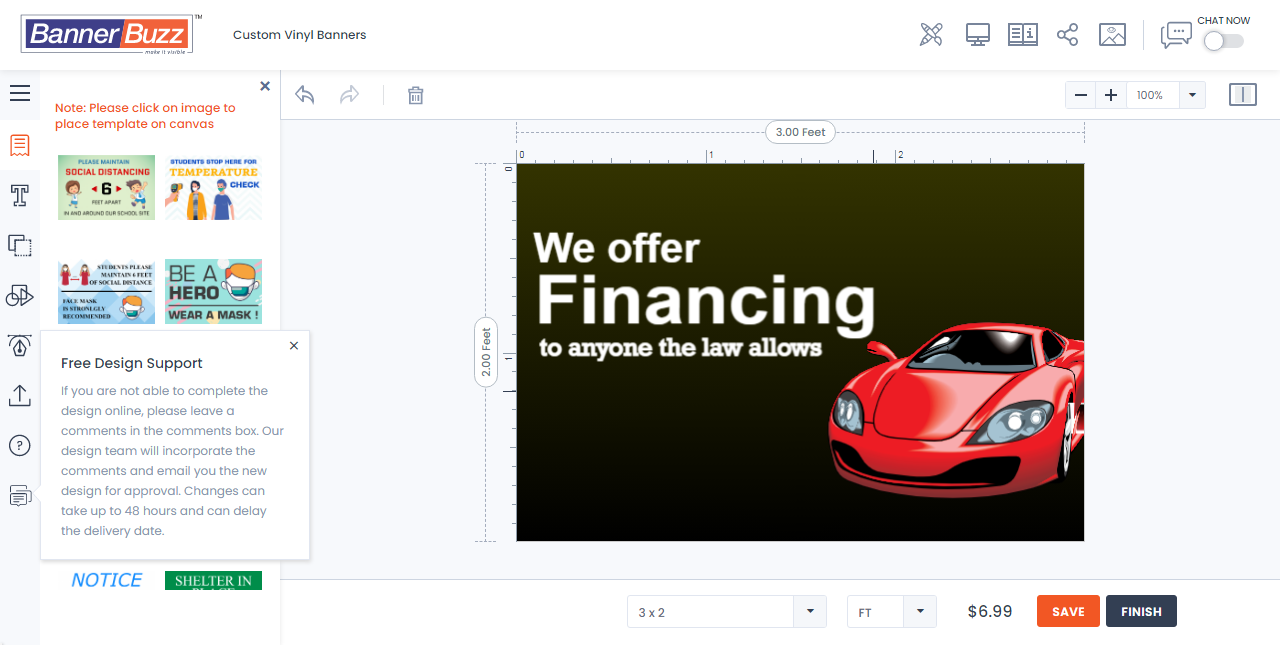 BannerBuzz
TM
make it visible
Custom Vinyl Banners
CHAT NOW
Note: Please click on image to
place template on canvas
100%
3.00 Feet
0
1
2
0
1
2.00 Feet
PLEASE MAINTAIN
SOCIAL DISTANCING
6
FEET APART
IN AND AROUND OUR SCHOOL SITE
STUDENTS STOP HERE FOR
TEMPERATURE
CHECK
STUDENTS PLEASE
MAINTAIN 6 FEET
OF SOCIAL DISTANCE
FACE MASK
IS STRONLGLY
RECOMMENDED
BE A
HERO
WEAR A MASK !
We offer
Financing
to anyone the law allows
Free Design Support
If you are not able to complete the
design online, please leave a
comments in the comments box. Our
design team will incorporate the
comments and email you the new
design for approval. Changes can
take up to 48 hours and can delay
the delivery date.
NOTICE
SHELTER IN
PLACE
3 x 2
FT
$6.99
SAVE
FINISH